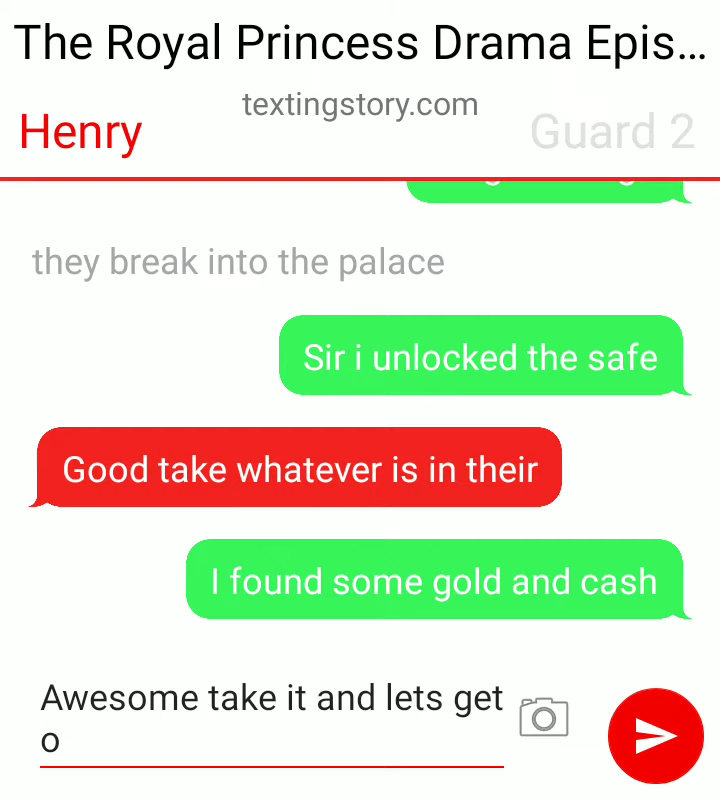 The Royal Princess Drama Epis...
textingstory.com
Henry
Guard 2
they break into the palace
Sir i unlocked the safe
Good take whatever is in their
I found some gold and cash
Awesome take it and lets get
o